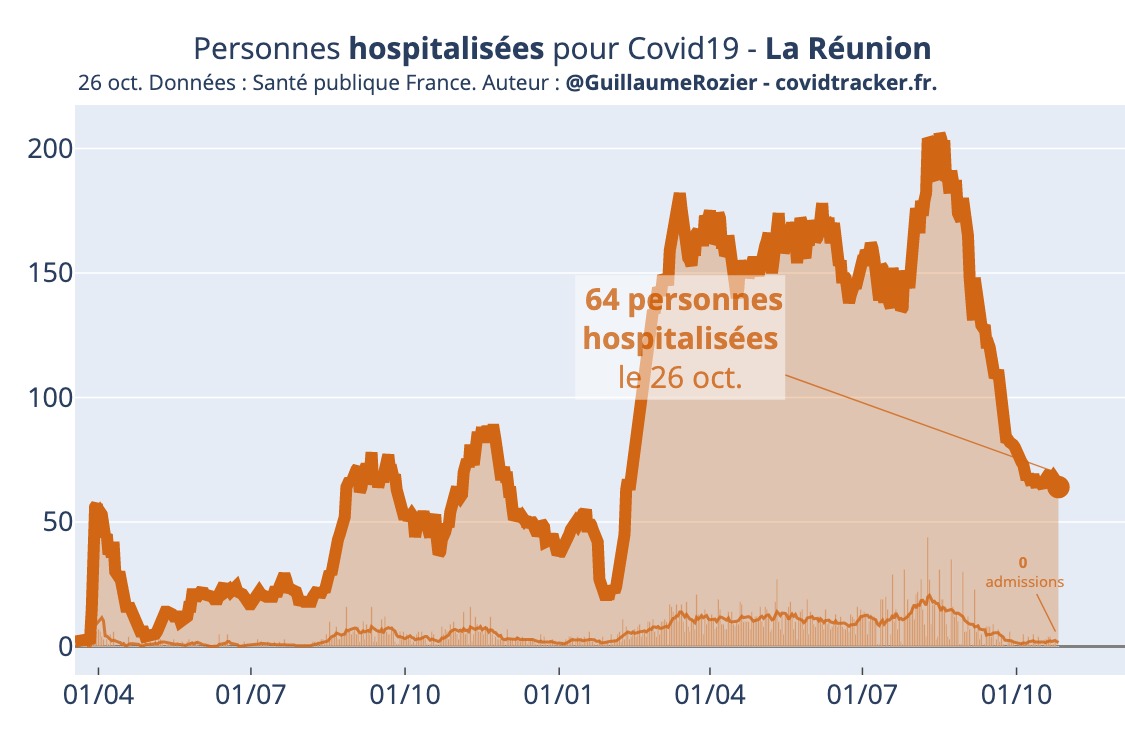 Personnes hospitalisées pour Covid19 - La Réunion
26 oct. Données : Santé publique France. Auteur : @GuillaumeRozier - covidtracker.fr.
200
150
64 personnes
hospitalisées
le 26 oct.
100
50
0
admissions
0
01/04 01/07 01/10 01/01 01/04 01/07 01/10